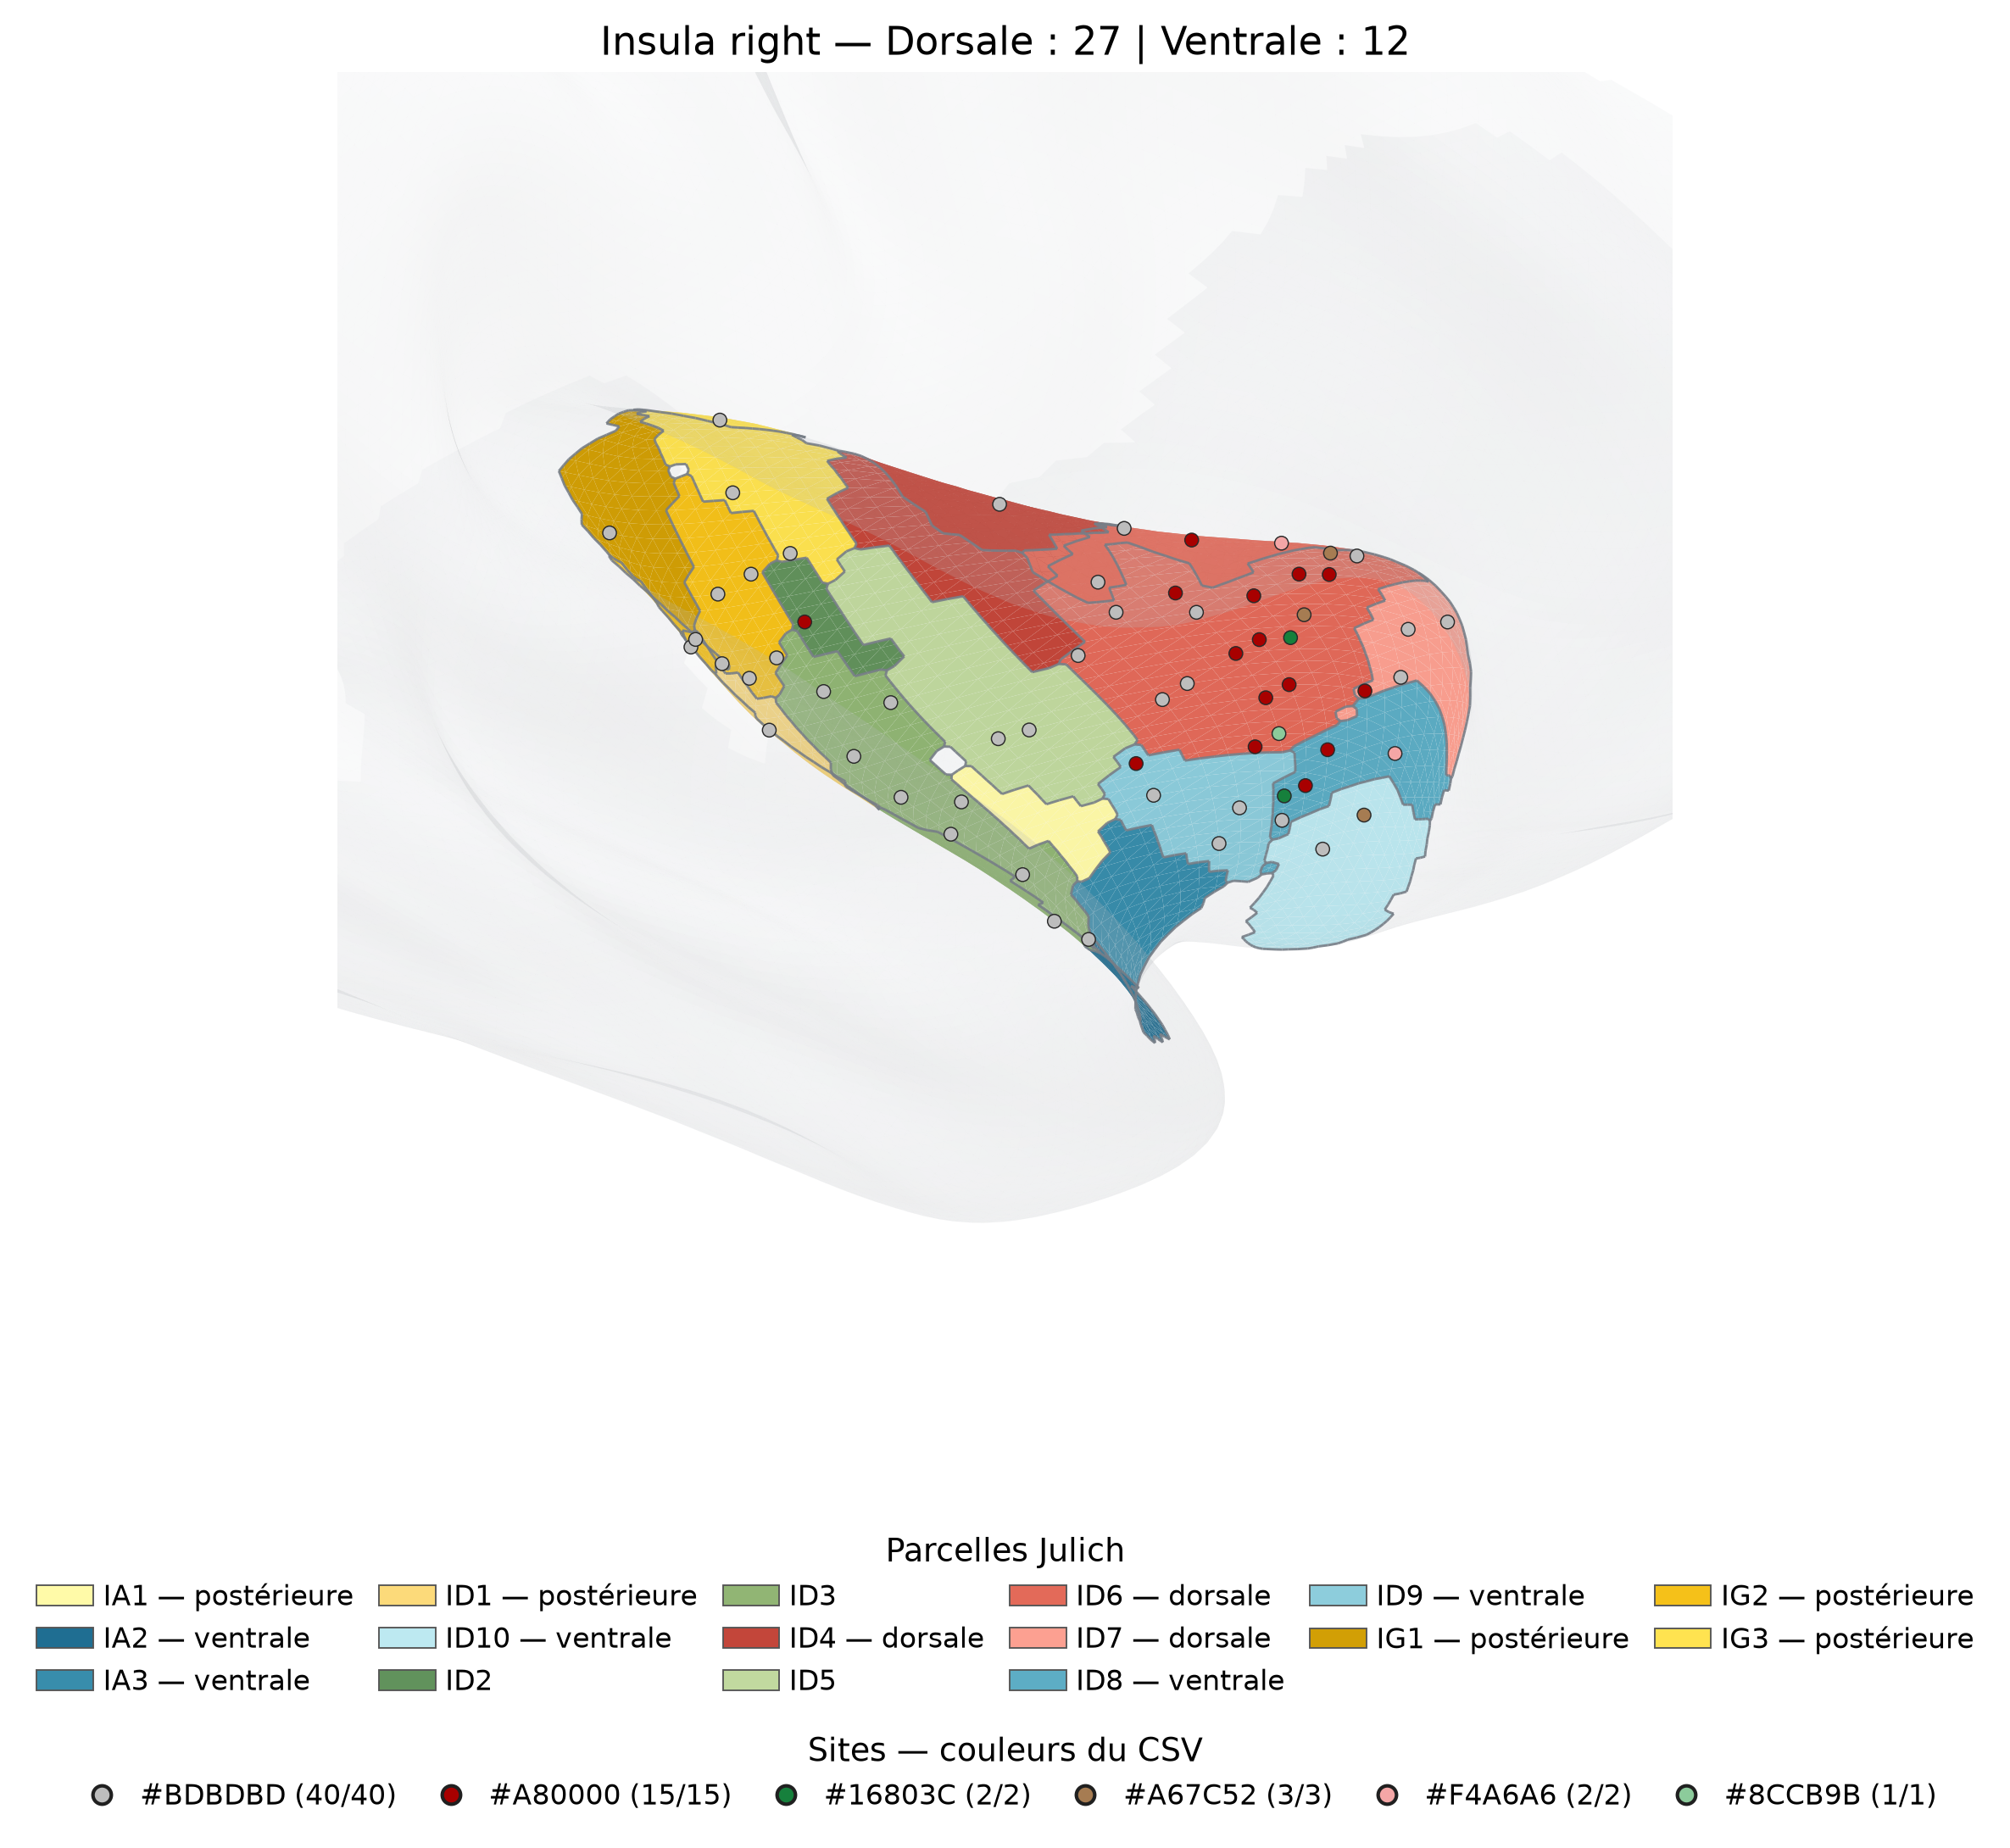 Insula right — Dorsale : 27 | Ventrale : 12
Parcelles Julich
IA1 — postérieure ID1 — postérieure ID3 ID6 — dorsale ID9 — ventrale IG2 — postérieure
IA2 — ventrale ID10 — ventrale ID4 — dorsale ID7 — dorsale IG1 — postérieure IG3 — postérieure
IA3 — ventrale ID2 ID5 ID8 — ventrale
Sites — couleurs du CSV
#BDBDBD (40/40) #A80000 (15/15) #16803C (2/2) #A67C52 (3/3) #F4A6A6 (2/2) #8CCB9B (1/1)